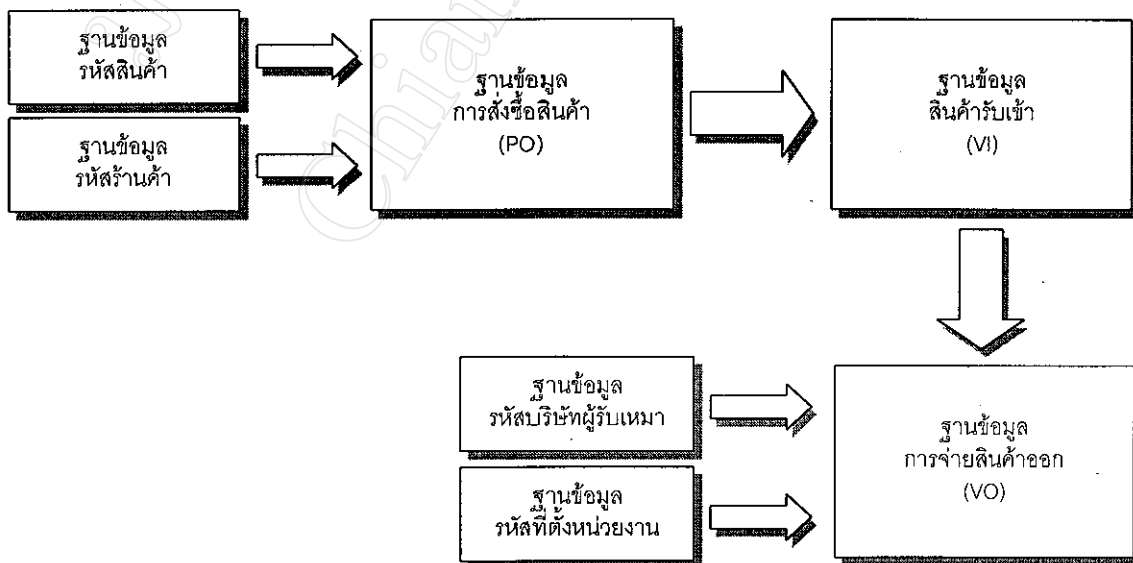 ฐานข้อมูล
รหัสสินค้า
ฐานข้อมูล
รหัสร้านค้า
ฐานข้อมูล
การสั่งซื้อสินค้า
(PO)
ฐานข้อมูล
สินค้ารับเข้า
(VI)
ฐานข้อมูล
รหัสบริษัทผู้รับเหมา
ฐานข้อมูล
รหัสที่ตั้งหน่วยงาน
ฐานข้อมูล
การจ่ายสินค้าออก
(VO)